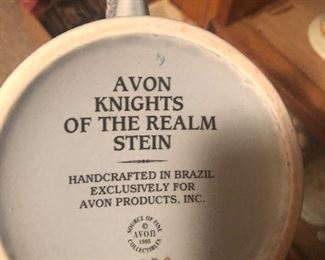 AVON
KNIGHTS
OF THE REALM
STEIN
HANDCRAFTED IN BRAZIL
EXCLUSIVELY FOR
AVON PRODUCTS, INC.
SOURCE OF FINE
©
AVON
1995
COLLECTIBLES